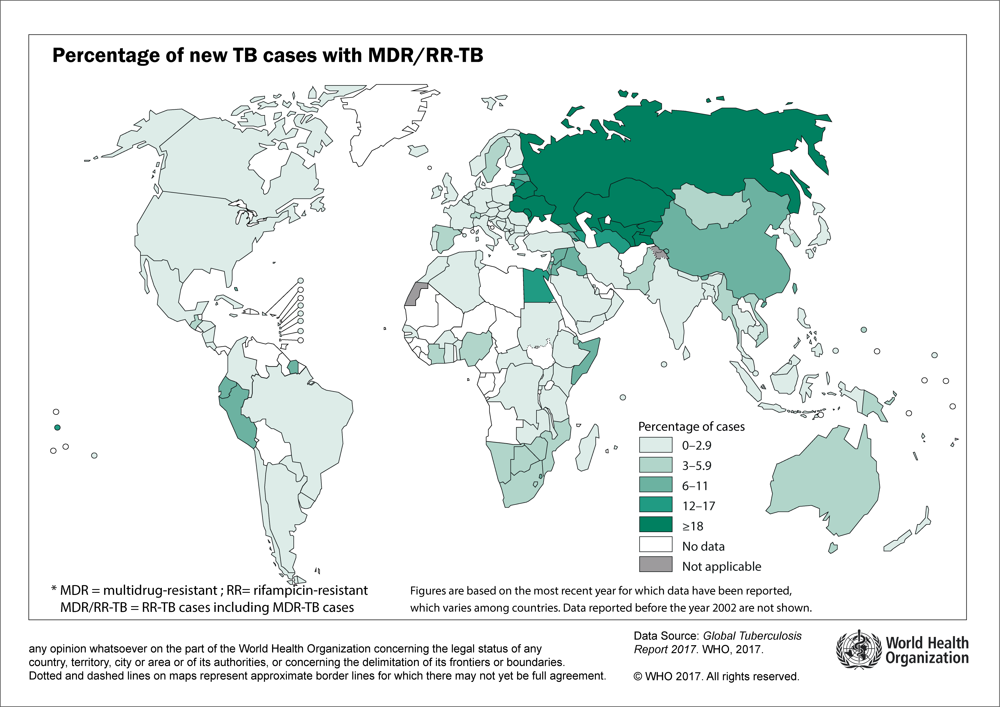 Percentage of new TB cases with MDR/RR-TB
Percentage of cases
0–2.9
3–5.9
6–11
12–17
≥18
No data
Not applicable
* MDR = multidrug-resistant ; RR= rifampicin-resistant
MDR/RR-TB = RR-TB cases including MDR-TB cases
Figures are based on the most recent year for which data have been reported,
which varies among countries. Data reported before the year 2002 are not shown.
any opinion whatsoever on the part of the World Health Organization concerning the legal status of any
country, territory, city or area or of its authorities, or concerning the delimitation of its frontiers or boundaries.
Dotted and dashed lines on maps represent approximate border lines for which there may not yet be full agreement.
Data Source: Global Tuberculosis
Report 2017. WHO, 2017.
© WHO 2017. All rights reserved.
World Health
Organization